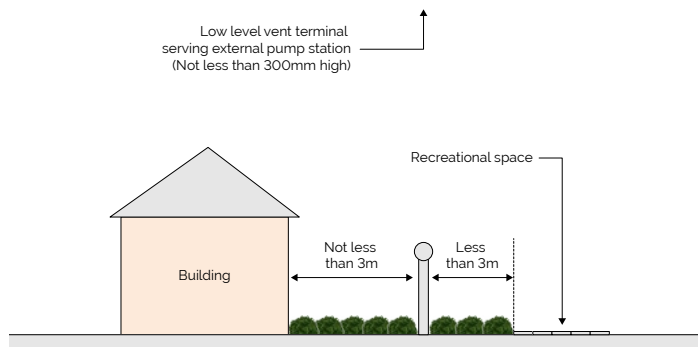 Low level vent terminal
serving external pump station
(Not less than 300mm high)
Recreational space
Not less
than 3m
Less
than 3m
Building